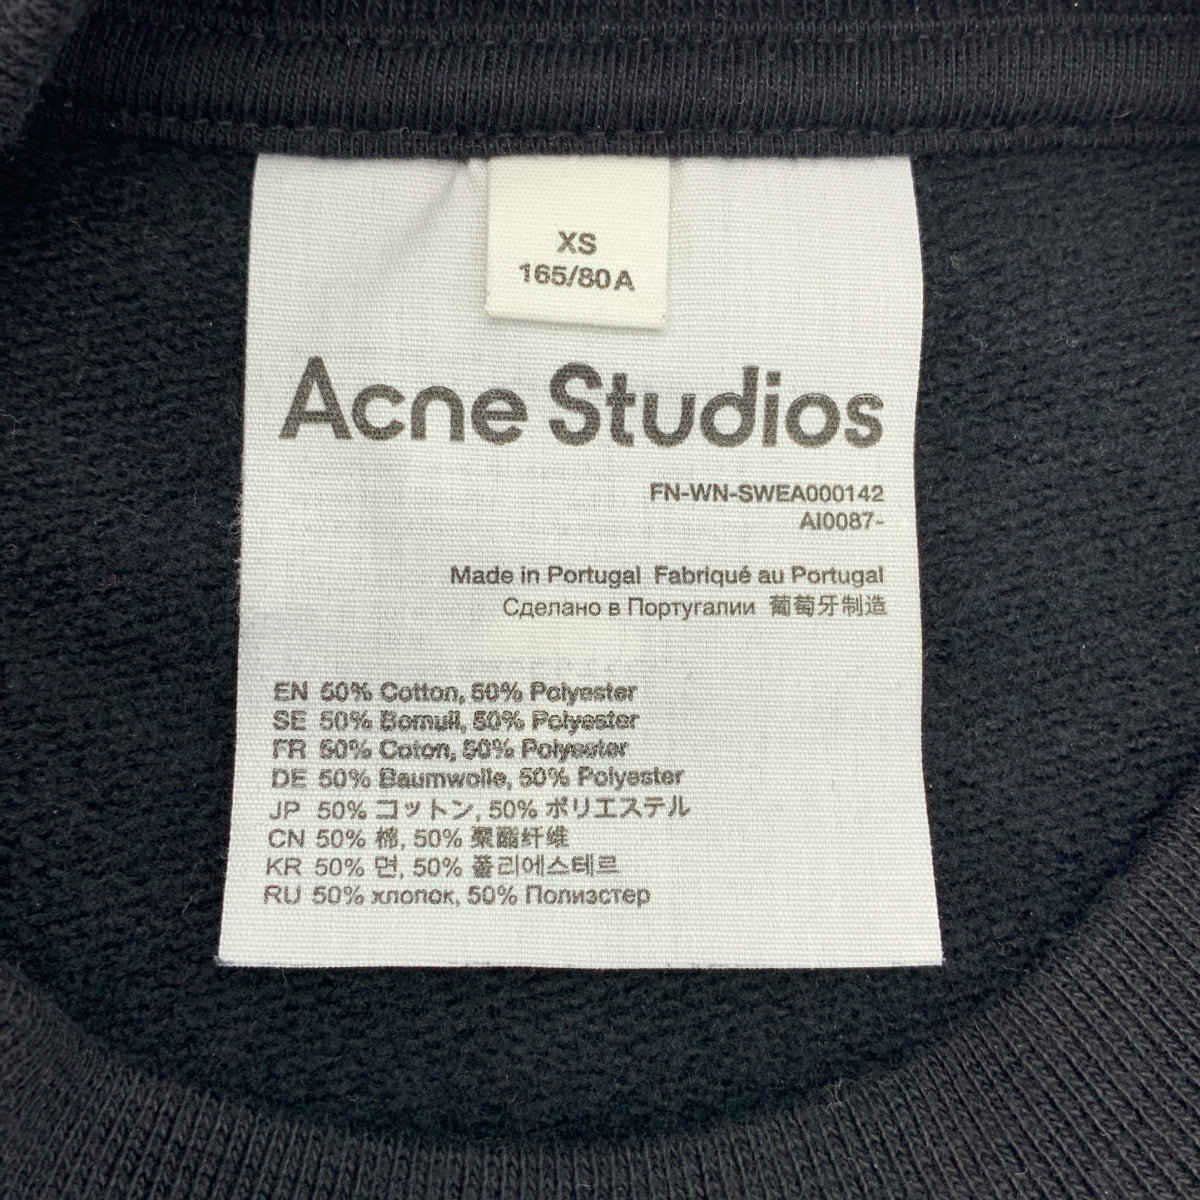 XS
165/80A
Acne Studios
FN-WN-SWEA000142
AI0087-
Made in Portugal Fabriqué au Portugal
Сделано в Португалии 葡萄牙制造
EN 50% Cotton, 50% Polyester
SE 50% Bomull, 50% Polyester
FR 50% Coton, 50% Polyester
DE 50% Baumwolle, 50% Polyester
JP 50% コットン, 50% ポリエステル
CN 50% 棉, 50% 聚酯纤维
KR 50% 면, 50% 폴리에스테르
RU 50% хлопок, 50% Полиэстер